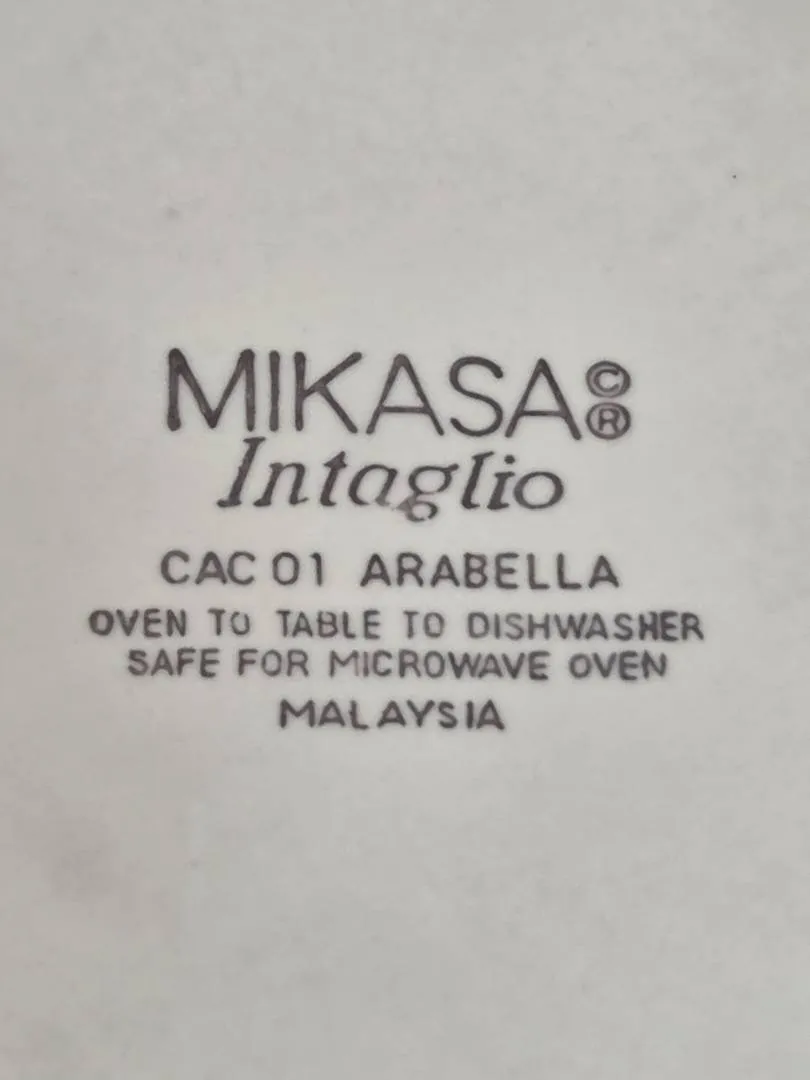 MIKASA©®
Intaglio
CAC 01 ARABELLA
OVEN TO TABLE TO DISHWASHER
SAFE FOR MICROWAVE OVEN
MALAYSIA